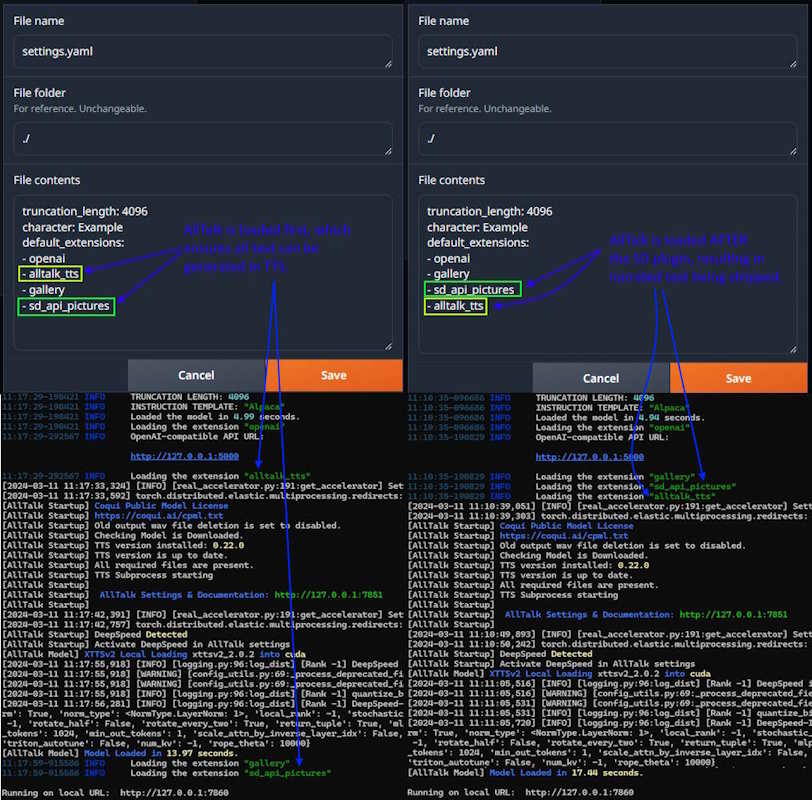 File name
settings.yaml
File folder
For reference. Unchangeable.
./
File contents
truncation_length: 4096
character: Example
default_extensions:
- openai
- alltalk_tts
- gallery
- sd_api_pictures
AllTalk is loaded first, which
ensures all text can be
generated in TTS.
Cancel
Save
11:17:29-198421 INFO TRUNCATION LENGTH: 4096
11:17:29-198421 INFO INSTRUCTION TEMPLATE: "Alpaca"
11:17:29-198421 INFO Loaded the model in 4.99 seconds.
11:17:29-198421 INFO Loading the extension "openai"
11:17:29-292567 INFO OpenAI-compatible API URL:
http://127.0.0.1:5000
11:17:29-292567 INFO Loading the extension "alltalk_tts"
[2024-03-11 11:17:33,324] [INFO] [real_accelerator.py:191:get_accelerator] Set
[2024-03-11 11:17:33,592] torch.distributed.elastic.multiprocessing.redirects:
[AllTalk Startup] Coqui Public Model License
[AllTalk Startup] https://coqui.ai/cpml.txt
[AllTalk Startup] Old output wav file deletion is set to disabled.
[AllTalk Startup] Checking Model is Downloaded.
[AllTalk Startup] TTS version installed: 0.22.0
[AllTalk Startup] TTS version is up to date.
[AllTalk Startup] All required files are present.
[AllTalk Startup] TTS Subprocess starting
[AllTalk Startup]
[AllTalk Startup] AllTalk Settings & Documentation: http://127.0.0.1:7851
[AllTalk Startup]
[2024-03-11 11:17:42,391] [INFO] [real_accelerator.py:191:get_accelerator] Set
[2024-03-11 11:17:42,757] torch.distributed.elastic.multiprocessing.redirects:
[AllTalk Startup] DeepSpeed Detected
[AllTalk Startup] Activate DeepSpeed in AllTalk settings
[AllTalk Model] XTTSv2 Local Loading xttsv2_2.0.2 into cuda
[2024-03-11 11:17:55,918] [INFO] [logging.py:96:log_dist] [Rank -1] DeepSpeed
[2024-03-11 11:17:55,918] [WARNING] [config_utils.py:69:_process_deprecated_fi
[2024-03-11 11:17:55,918] [WARNING] [config_utils.py:69:_process_deprecated_fi
[2024-03-11 11:17:55,918] [INFO] [logging.py:96:log_dist] [Rank -1] quantize_b
[2024-03-11 11:17:56,281] [INFO] [logging.py:96:log_dist] [Rank -1] DeepSpeed-
rm': True, 'norm_type': <NormType.LayerNorm: 1>, 'local_rank': -1, 'stochastic
-1, 'rotate_half': False, 'rotate_every_two': True, 'return_tuple': True, 'ml
_tokens': 1024, 'min_out_tokens': 1, 'scale_attn_by_inverse_layer_idx': False,
'triton_autotune': False, 'num_kv': -1, 'rope_theta': 10000}
[AllTalk Model] Model Loaded in 13.97 seconds.
11:17:59-915586 INFO Loading the extension "gallery"
11:17:59-915586 INFO Loading the extension "sd_api_pictures"
Running on local URL: http://127.0.0.1:7860
File name
settings.yaml
File folder
For reference. Unchangeable.
./
File contents
truncation_length: 4096
character: Example
default_extensions:
- openai
- gallery
- sd_api_pictures
- alltalk_tts
AllTalk is loaded AFTER
the SD plugin, resulting in
text being skipped.
Cancel
Save
11:10:35-096686 INFO TRUNCATION LENGTH: 4096
11:10:35-096686 INFO INSTRUCTION TEMPLATE: "Alpaca"
11:10:35-096686 INFO Loaded the model in 4.94 seconds.
11:10:35-096686 INFO Loading the extension "openai"
11:10:35-190829 INFO OpenAI-compatible API URL:
http://127.0.0.1:5000
11:10:35-190829 INFO Loading the extension "gallery"
11:10:35-190829 INFO Loading the extension "sd_api_pictures"
11:10:35-190829 INFO Loading the extension "alltalk_tts"
[2024-03-11 11:10:39,051] [INFO] [real_accelerator.py:191:get_accelerator] Set
[2024-03-11 11:10:39,303] torch.distributed.elastic.multiprocessing.redirects:
[AllTalk Startup] Coqui Public Model License
[AllTalk Startup] https://coqui.ai/cpml.txt
[AllTalk Startup] Old output wav file deletion is set to disabled.
[AllTalk Startup] Checking Model is Downloaded.
[AllTalk Startup] TTS version installed: 0.22.0
[AllTalk Startup] TTS version is up to date.
[AllTalk Startup] All required files are present.
[AllTalk Startup] TTS Subprocess starting
[AllTalk Startup]
[AllTalk Startup] AllTalk Settings & Documentation: http://127.0.0.1:7851
[AllTalk Startup]
[2024-03-11 11:10:49,893] [INFO] [real_accelerator.py:191:get_accelerator] Set
[2024-03-11 11:10:50,242] torch.distributed.elastic.multiprocessing.redirects:
[AllTalk Startup] DeepSpeed Detected
[AllTalk Startup] Activate DeepSpeed in AllTalk settings
[AllTalk Model] XTTSv2 Local Loading xttsv2_2.0.2 into cuda
[2024-03-11 11:11:05,516] [INFO] [logging.py:96:log_dist] [Rank -1] DeepSpeed
[2024-03-11 11:11:05,516] [WARNING] [config_utils.py:69:_process_deprecated_fie
[2024-03-11 11:11:05,531] [WARNING] [config_utils.py:69:_process_deprecated_fie
[2024-03-11 11:11:05,531] [INFO] [logging.py:96:log_dist] [Rank -1] quantize_bi
[2024-03-11 11:11:05,720] [INFO] [logging.py:96:log_dist] [Rank -1] DeepSpeed-I
rm': True, 'norm_type': <NormType.LayerNorm: 1>, 'local_rank': -1, 'stochastic_
-1, 'rotate_half': False, 'rotate_every_two': True, 'return_tuple': True, 'mlp
_tokens': 1024, 'min_out_tokens': 1, 'scale_attn_by_inverse_layer_idx': False,
'triton_autotune': False, 'num_kv': -1, 'rope_theta': 10000}
[AllTalk Model] Model Loaded in 17.44 seconds.
Running on local URL: http://127.0.0.1:7860